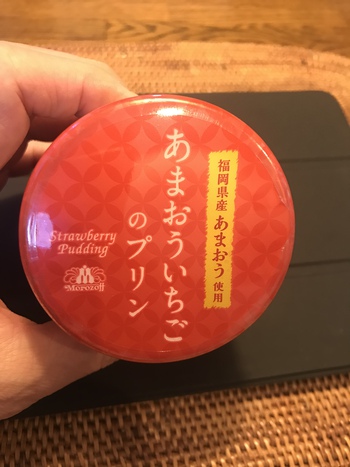 福岡県産 あまおう 使用
あまおういちご
のプリン
Strawberry
Pudding
Morozoff